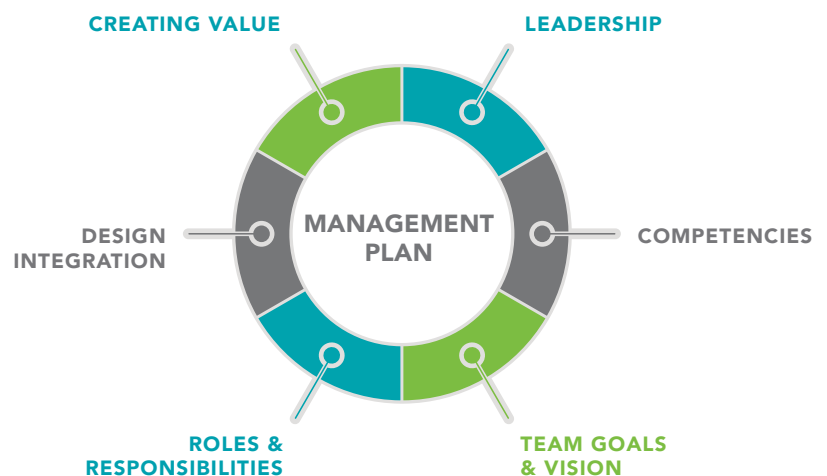 CREATING VALUE
LEADERSHIP
MANAGEMENT
PLAN
DESIGN
INTEGRATION
COMPETENCIES
ROLES &
RESPONSIBILITIES
TEAM GOALS
& VISION